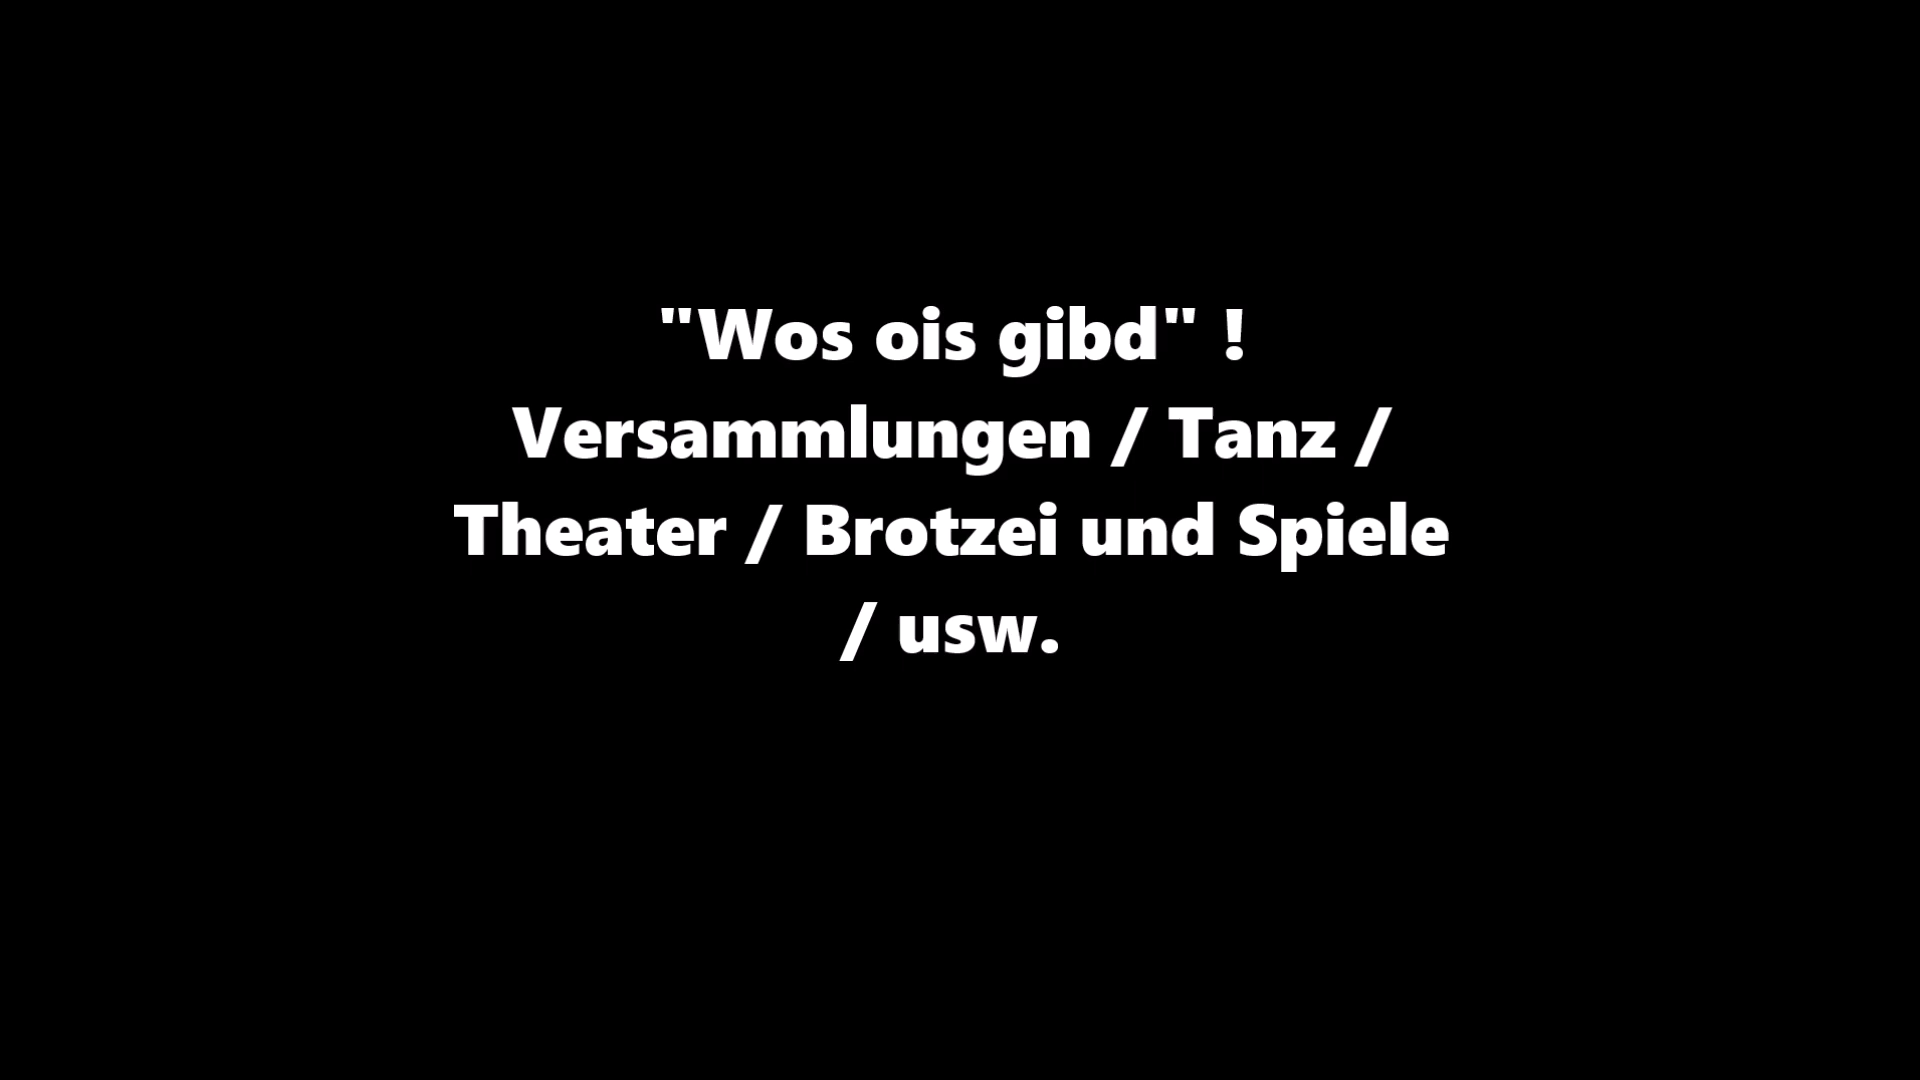 "Wos ois gibd" !
Versammlungen / Tanz /
Theater / Brotzei und Spiele
/ usw.